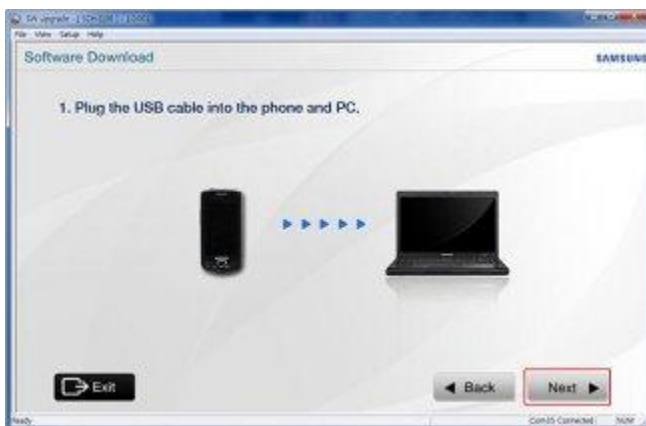 File View Setup Help
Software Download
SAMSUNG
1. Plug the USB cable into the phone and PC.
Exit
Back
Next
Ready
Connected